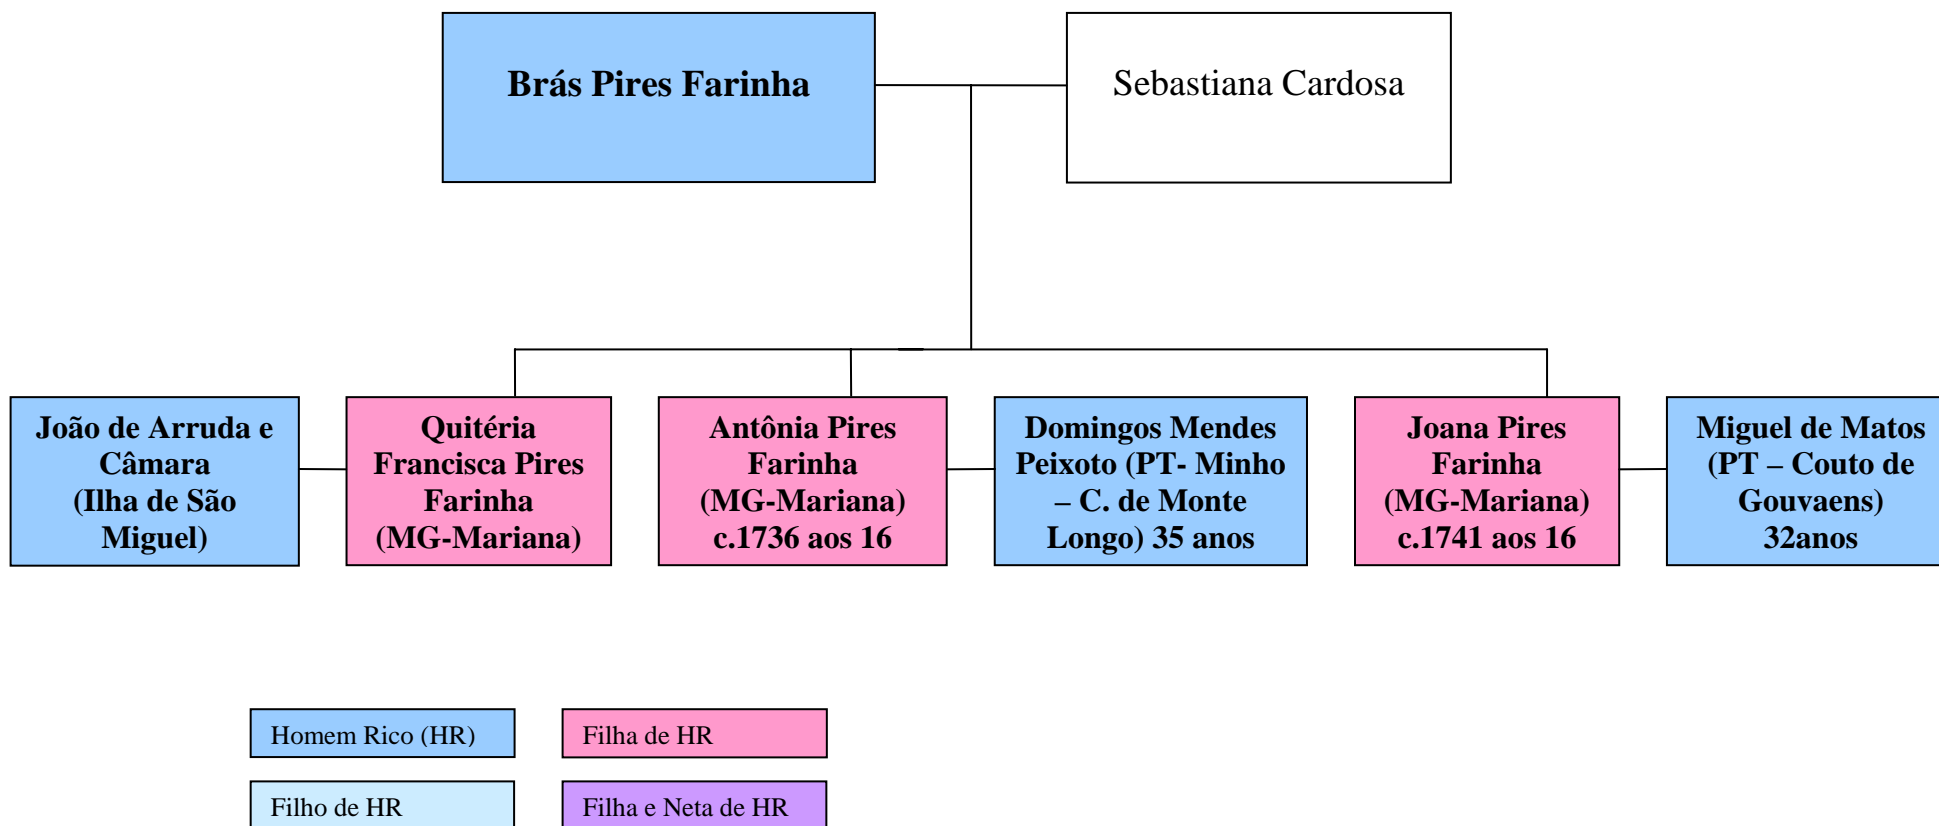 Brás Pires Farinha
Sebastiana Cardosa
João de Arruda e
Câmara
(Ilha de São
Miguel)
Quitéria
Francisca Pires
Farinha
(MG-Mariana)
Antônia Pires
Farinha
(MG-Mariana)
c.1736 aos 16
Domingos Mendes
Peixoto (PT- Minho
– C. de Monte
Longo) 35 anos
Joana Pires
Farinha
(MG-Mariana)
c.1741 aos 16
Miguel de Matos
(PT – Couto de
Gouvaens)
32anos
Homem Rico (HR)
Filha de HR
Filho de HR
Filha e Neta de HR